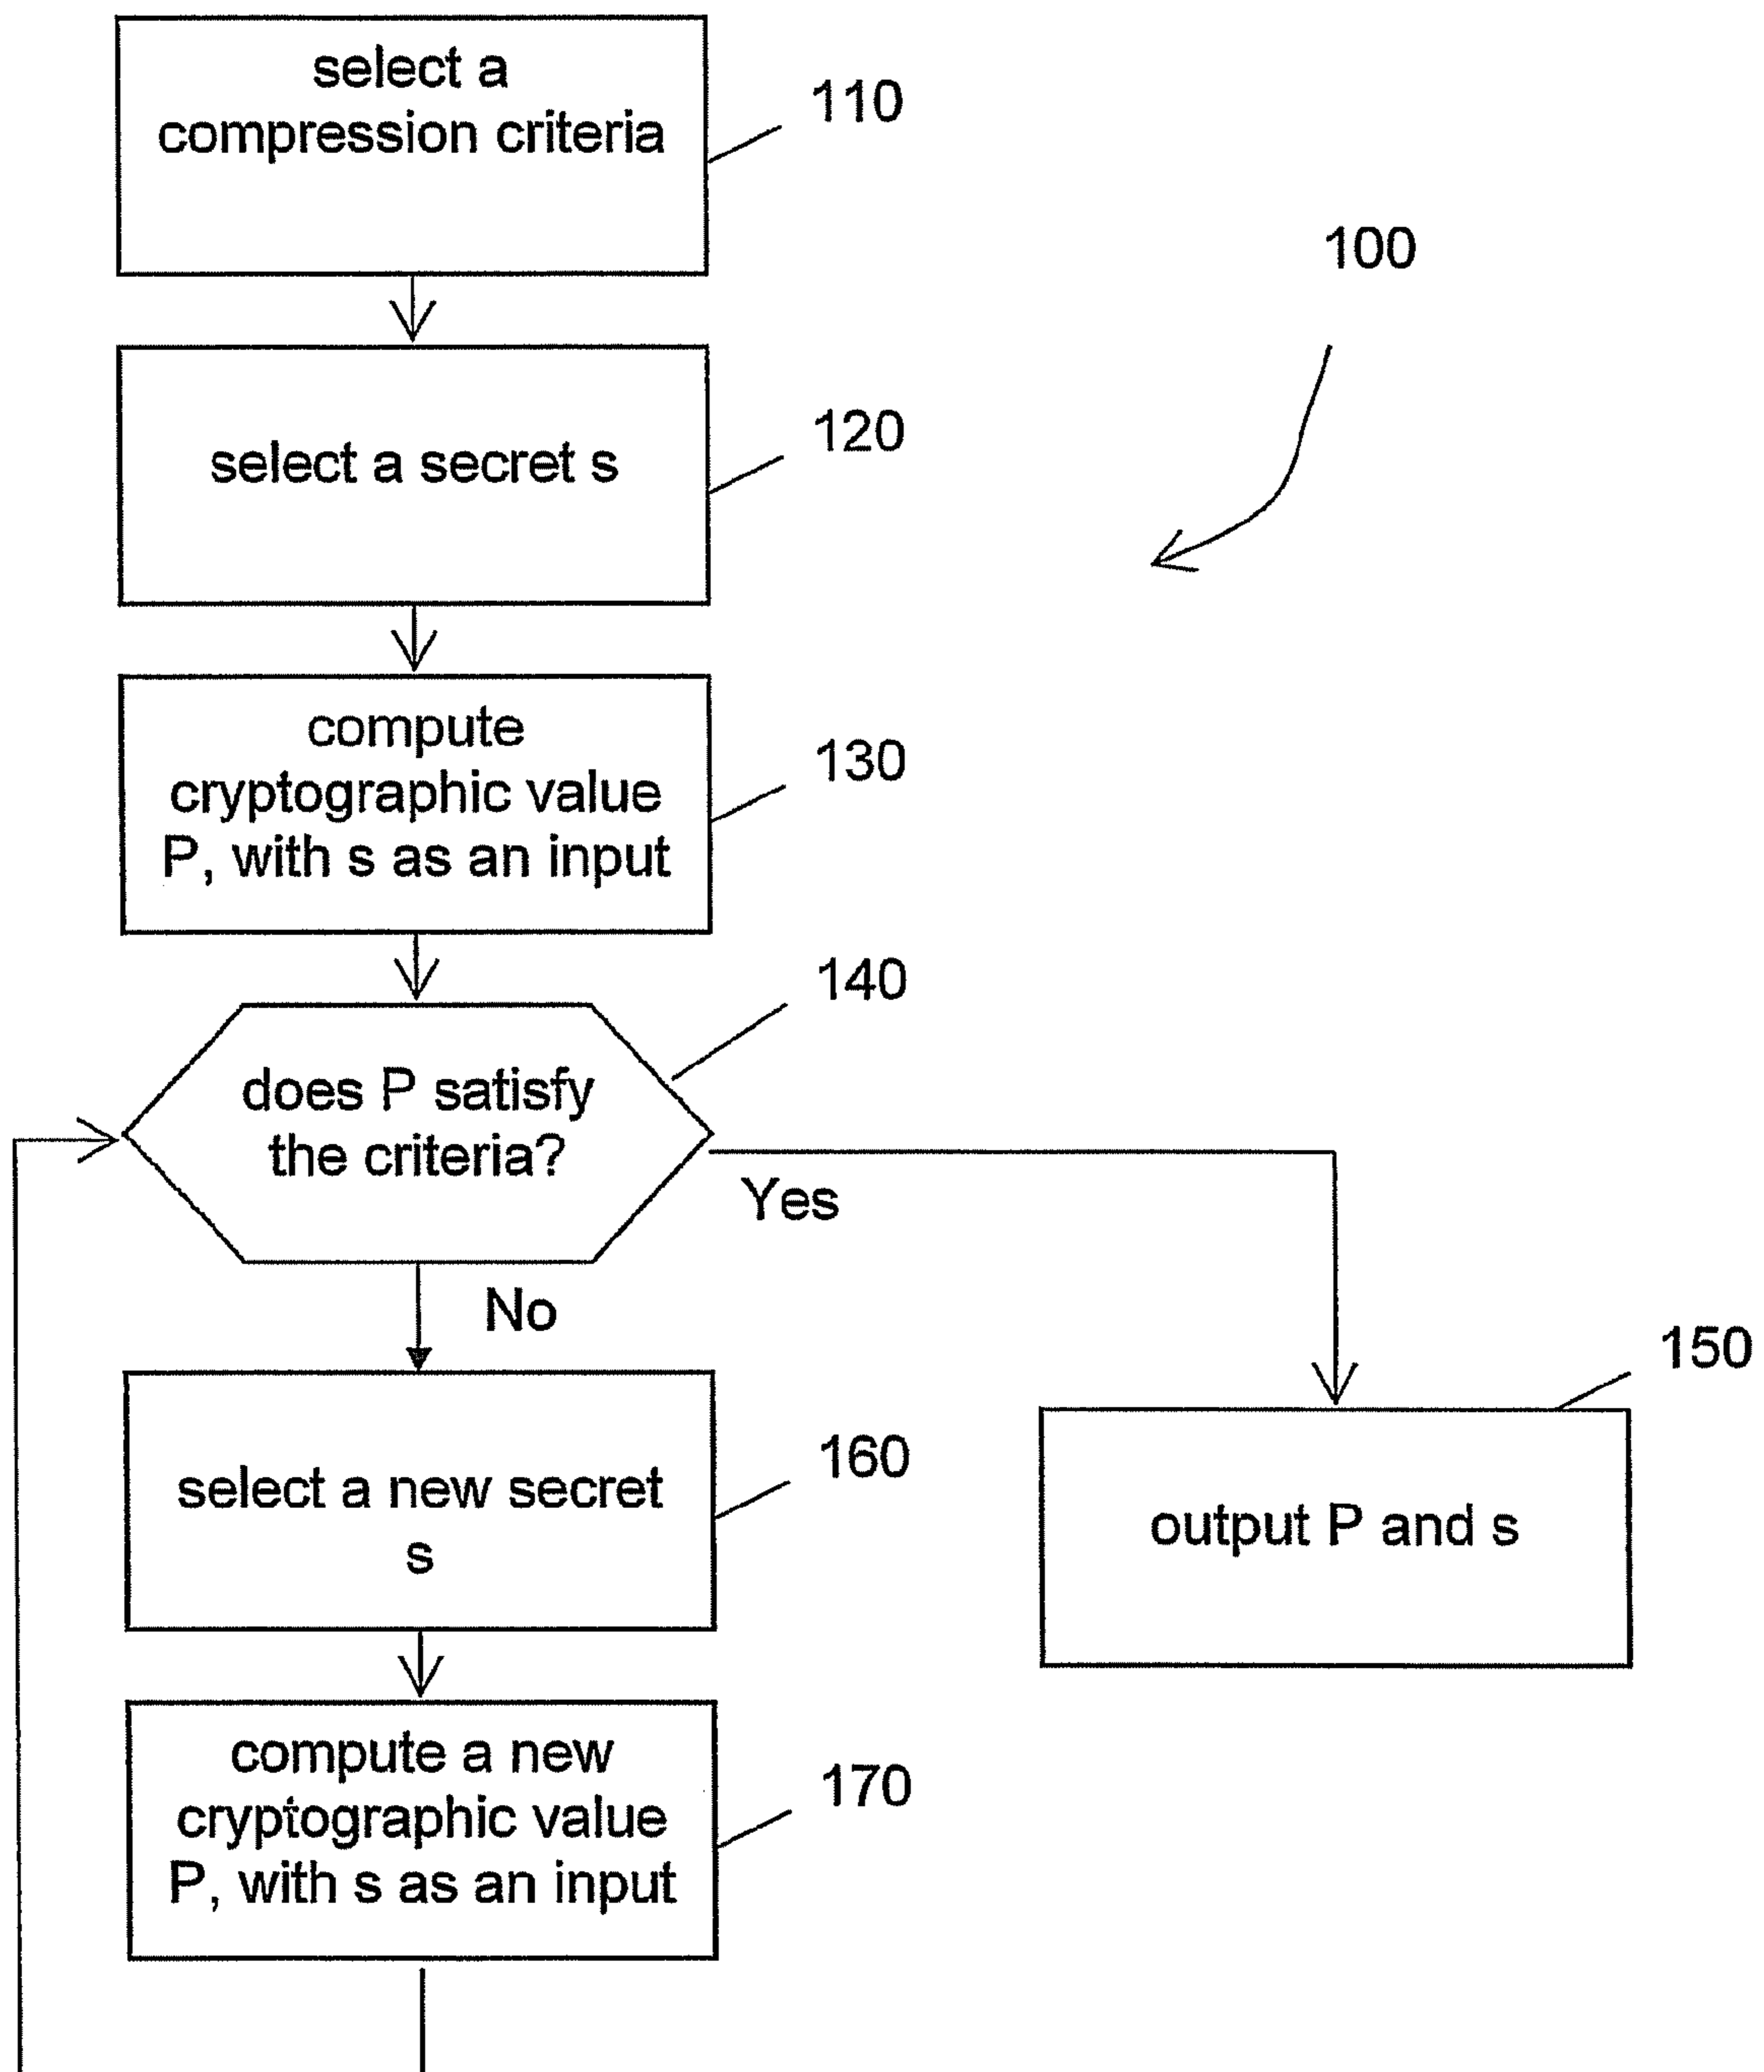 select a
compression criteria
110
100
select a secret s
120
compute
cryptographic value
P, with s as an input
130
does P satisfy
the criteria?
140
Yes
No
output P and s
150
select a new secret
s
160
compute a new
cryptographic value
P, with s as an input
170